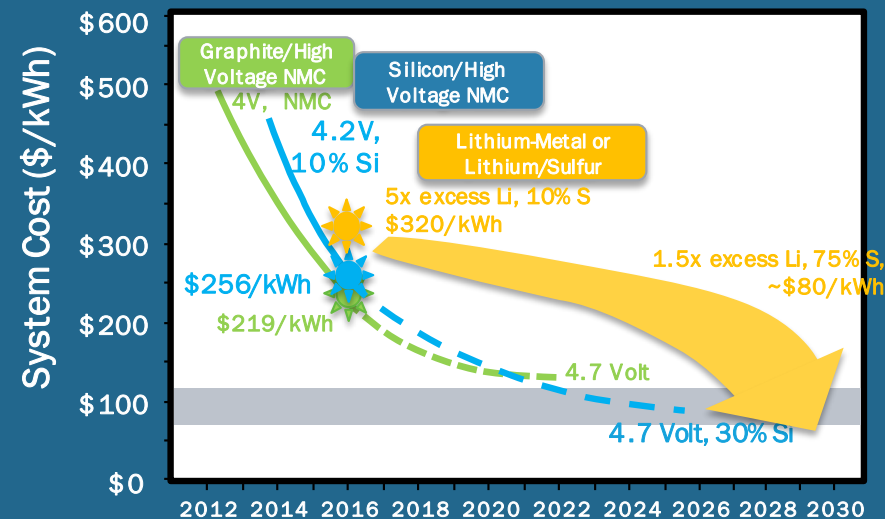 System Cost ($/kWh)
$600
$500
$400
$300
$200
$100
$0
Graphite/High
Voltage NMC
Silicon/High
Voltage NMC
Lithium-Metal or
Lithium/Sulfur
4V, NMC
4.2V,
10% Si
5x excess Li, 10% S
$320/kWh
1.5x excess Li, 75% S,
~$80/kWh
$256/kWh
$219/kWh
4.7 Volt
4.7 Volt, 30% Si
2012 2014 2016 2018 2020 2022 2024 2026 2028 2030